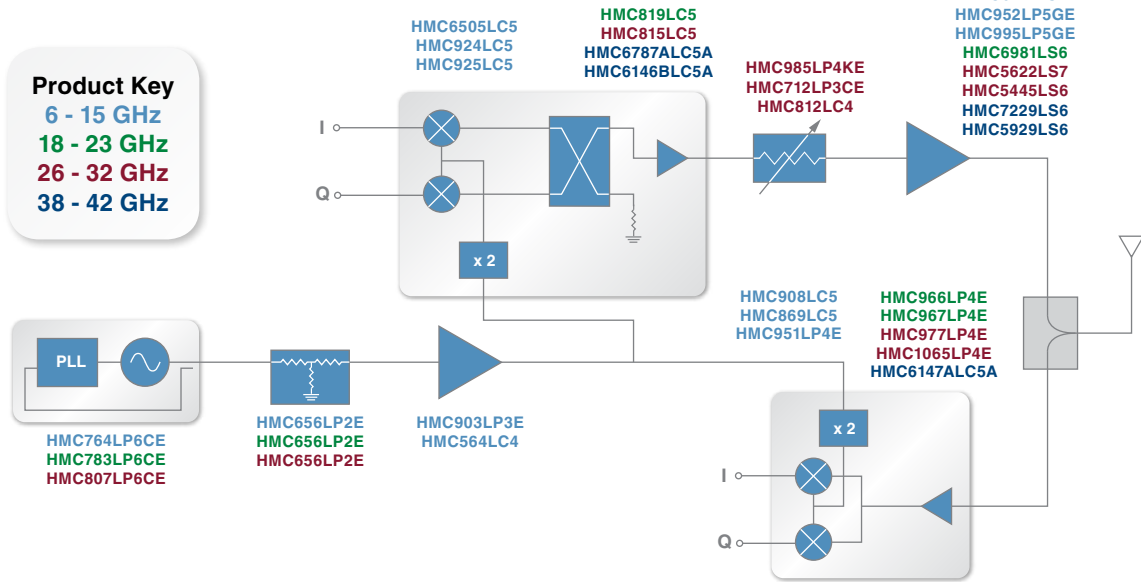 Product Key
6 - 15 GHz
18 - 23 GHz
26 - 32 GHz
38 - 42 GHz
HMC6505LC5
HMC924LC5
HMC925LC5
HMC819LC5
HMC815LC5
HMC6787ALC5A
HMC6146BLC5A
HMC985LP4KE
HMC712LP3CE
HMC812LC4
HMC952LP5GE
HMC995LP5GE
HMC6981LS6
HMC5622LS7
HMC5445LS6
HMC7229LS6
HMC5929LS6
I
Q
x 2
PLL
HMC764LP6CE
HMC783LP6CE
HMC807LP6CE
HMC656LP2E
HMC656LP2E
HMC656LP2E
HMC903LP3E
HMC564LC4
HMC908LC5
HMC869LC5
HMC951LP4E
HMC966LP4E
HMC967LP4E
HMC977LP4E
HMC1065LP4E
HMC6147ALC5A
x 2
I
Q